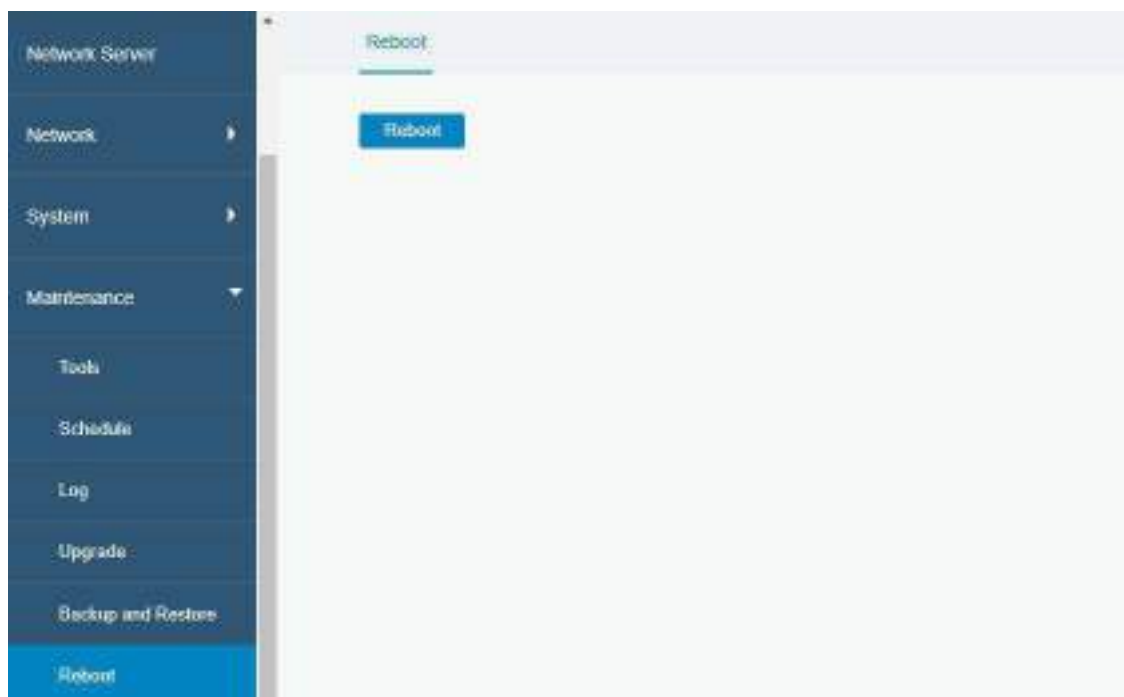 Network Server
Reboot
Network
Reboot
System
Maintenance
Tools
Schedule
Log
Upgrade
Backup and Restore
Reboot